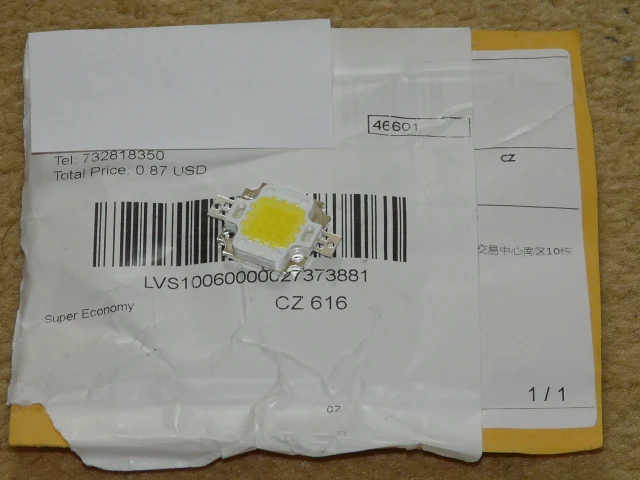 46601
Tel: 732818350
Total Price: 0.87 USD
CZ
交易中心南区10栋
LVS10060000027373881
CZ 616
Super Economy
1 / 1
CZ